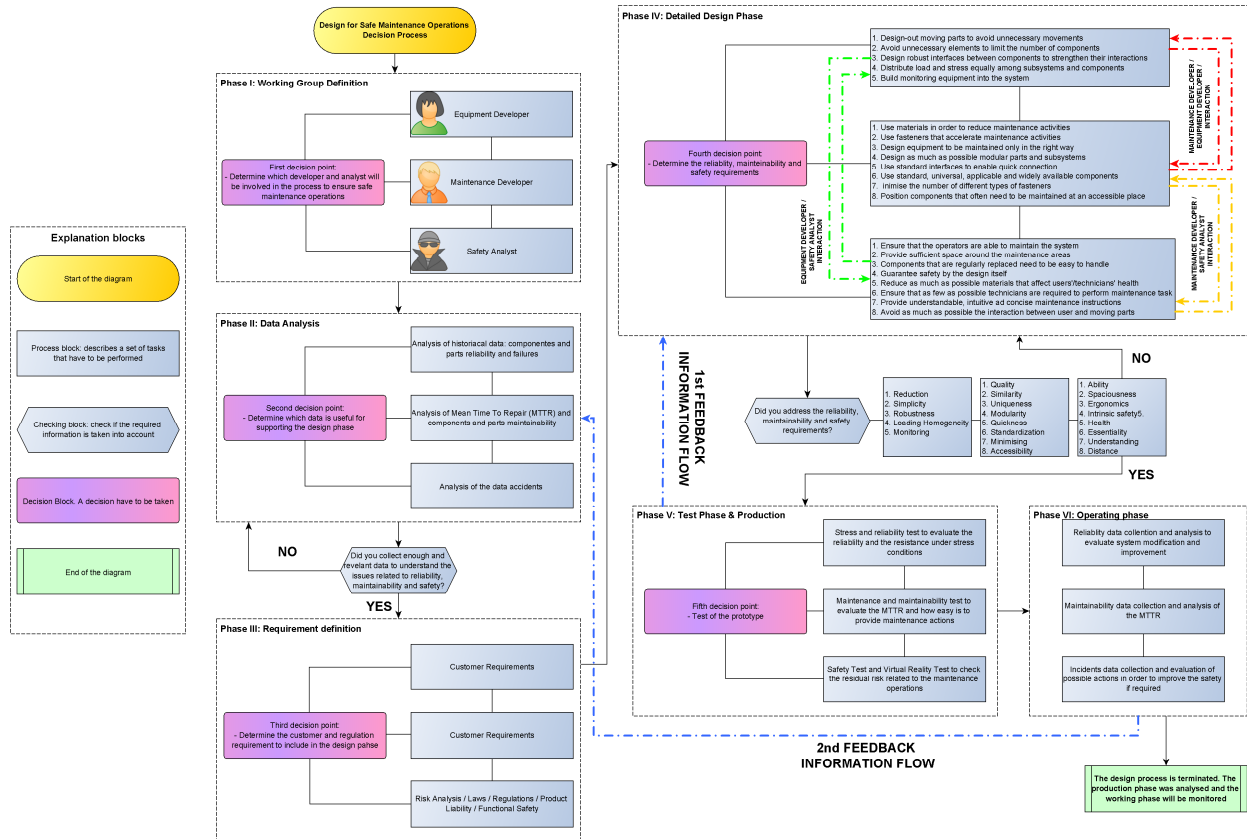 Design for Safe Maintenance Operations
Decision Process
Phase I: Working Group Definition
Equipment Developer
First decision point:
- Determine which developer and analyst will
be involved in the process to ensure safe
maintenance operations
Maintenance Developer
Safety Analyst
Explanation blocks
Start of the diagram
Process block: describes a set of tasks
that have to be performed
Checking block: check if the required
information is taken into account
Decision Block. A decision have to be taken
End of the diagram
Phase II: Data Analysis
Analysis of historiacal data: componentes and
parts reliability and failures
Second decision point:
- Determine which data is useful for
supporting the design phase
Analysis of Mean Time To Repair (MTTR) and
components and parts maintainability
Analysis of the data accidents
NO
Did you collect enough and
revelant data to understand the
issues related to reliability,
maintainability and safety?
YES
Phase III: Requirement definition
Customer Requirements
Third decision point:
- Determine the customer and regulation
requirement to include in the design pahse
Customer Requirements
Risk Analysis / Laws / Regulations / Product
Liability / Functional Safety
Phase IV: Detailed Design Phase
1. Design-out moving parts to avoid unnecessary movements
2. Avoid unnecessary elements to limit the number of components
3. Design robust interfaces between components to strengthen their interactions
4. Distribute load and stress equally among subsystems and components
5. Build monitoring equipment into the system
MAINTENANCE DEVELOPER /
EQUIPMENT DEVELOPER /
INTERACTION
Fourth decision point:
- Determine the reliablity, mainteinability and
safety requirements
1. Use materials in order to reduce maintenance activities
2. Use fasteners that accelerate maintenance activities
3. Design equipment to be maintained only in the right way
4. Design as much as possible modular parts and subsystems
5. Use standard interfaces to enable quick connection
6. Use standard, universal, applicable and widely available components
7. inimise the number of different types of fasteners
8. Position components that often need to be maintained at an accessible place
EQUIPMENT DEVELOPER /
SAFETY ANALYST
INTERACTION
MAINTENANCE DEVELOPER /
SAFETY ANALYST
INTERACTION
1. Ensure that the operators are able to maintain the system
2. Provide sufficient space around the maintenance areas
3. Components that are regularly replaced need to be easy to handle
4. Guarantee safety by the design itself
5. Reduce as much as possible materials that affect users'/technicians' health
6. Ensure that as few as possible technicians are required to perform maintenance task
7. Provide understandable, intuitive ad concise maintenance instructions
8. Avoid as much as possible the interaction between user and moving parts
1st FEEDBACK
INFORMATION FLOW
NO
Did you address the reliability,
maintainability and safety
requirements?
1. Reduction
2. Simplicity
3. Robustness
4. Loading Homogeneity
5. Monitoring
1. Quality
2. Similarity
3. Uniqueness
4. Modularity
5. Quickness
6. Standardization
7. Minimising
8. Accessibility
1. Ability
2. Spaciousness
3. Ergonomics
4. Intrinsic safety5.
5. Health
6. Essentiality
7. Understanding
8. Distance
YES
Phase V: Test Phase & Production
Stress and reliability test to evaluate the
reliability and the resistance under stress
conditions
Fifth decision point:
- Test of the prototype
Maintenance and maintainability test to
evaluate the MTTR and how easy is to
provide maintenance actions
Safety Test and Virtual Reality Test to check
the residual risk related to the maintenance
operations
Phase VI: Operating phase
Reliablity data collection and analysis to
evaluate system modification and
improvement
Maintainability data collection and analysis of
the MTTR
Incidents data collection and evaluation of
possible actions in order to improve the safety
if required
2nd FEEDBACK
INFORMATION FLOW
The design process is terminated. The
production phase was analysed and the
working phase will be monitored